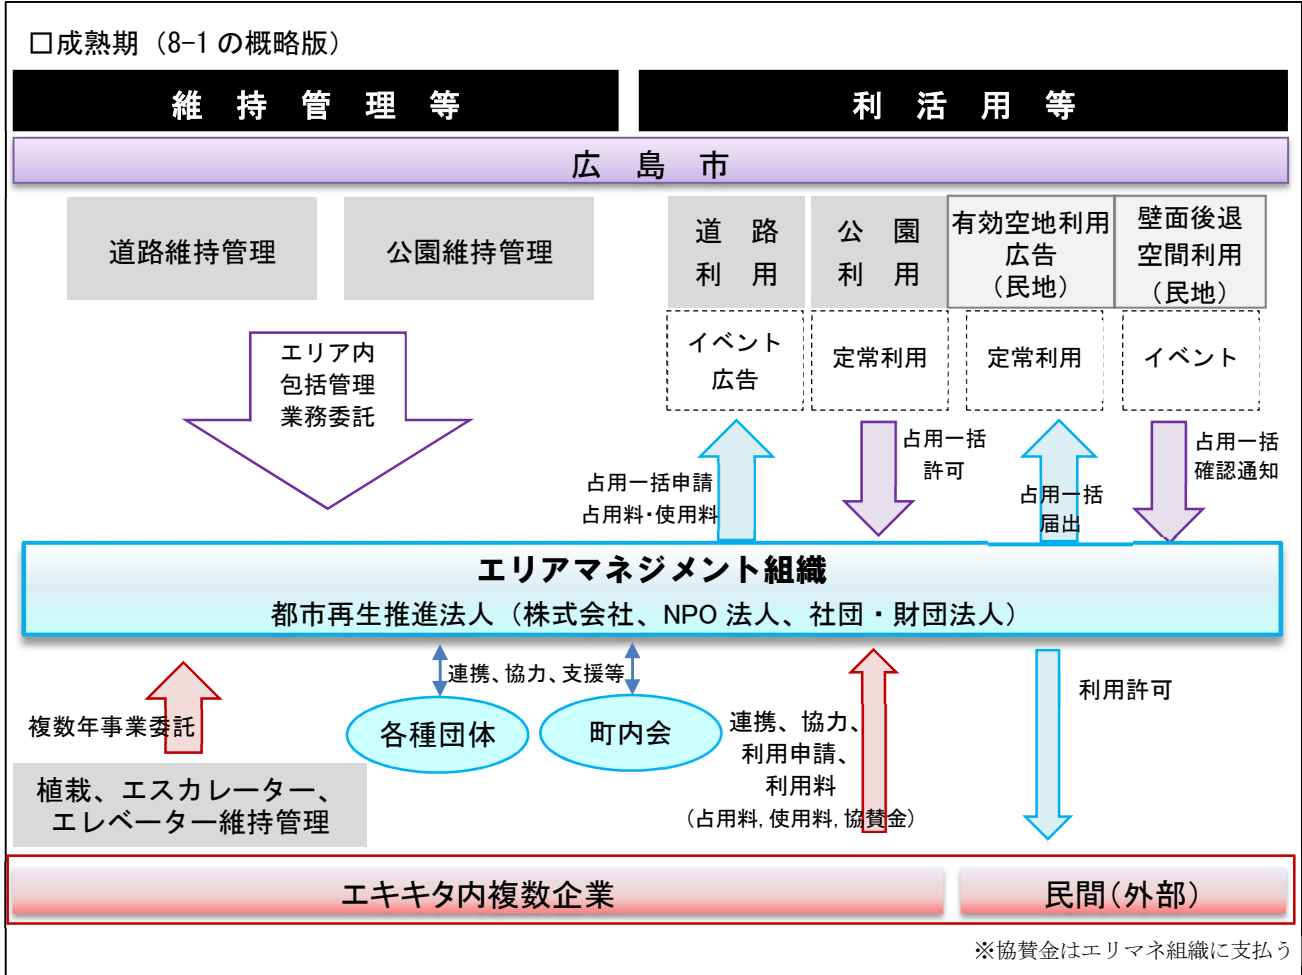 □成熟期（8-1の概略版）
維持管理等
利活用等
広島市
道路維持管理
公園維持管理
道路
利用
公園
利用
有効空地利用
広告
（民地）
壁面後退
空間利用
（民地）
エリア内
包括管理
業務委託
イベント
広告
定常利用
定常利用
イベント
占用一括申請
占用料・使用料
占用一括
許可
占用一括
届出
占用一括
確認通知
エリアマネジメント組織
都市再生推進法人（株式会社、NPO法人、社団・財団法人）
連携、協力、支援等
各種団体
町内会
複数年事業委託
植栽、エスカレーター、
エレベーター維持管理
連携、協力、
利用申請、
利用料
（占用料,使用料,協賛金）
利用許可
エキキタ内複数企業
民間（外部）
※協賛金はエリマネ組織に支払う